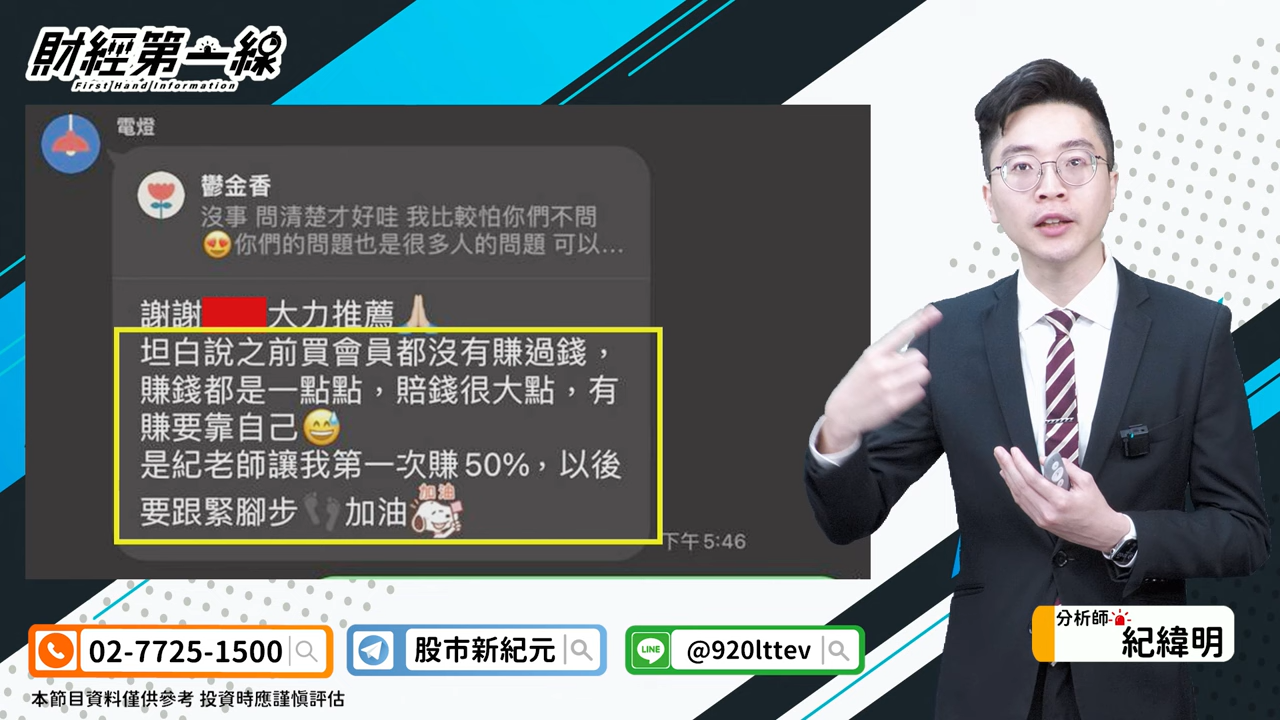 財經第一線
First Hand Information
電燈
鬱金香
沒事 問清楚才好哇 我比較怕你們不問
😍你們的問題也是很多人的問題 可以...
謝謝 大力推薦🙏🏻
坦白說之前買會員都沒有賺過錢，
賺錢都是一點點，賠錢很大点，有
賺要靠自己😅
是紀老師讓我第一次賺50%，以後
要跟緊腳步👣加油
加油
下午5:46
02-7725-1500
股市新紀元
LINE
@920lttev
分析師
紀緯明
本節目資料僅供參考 投資時應謹慎評估